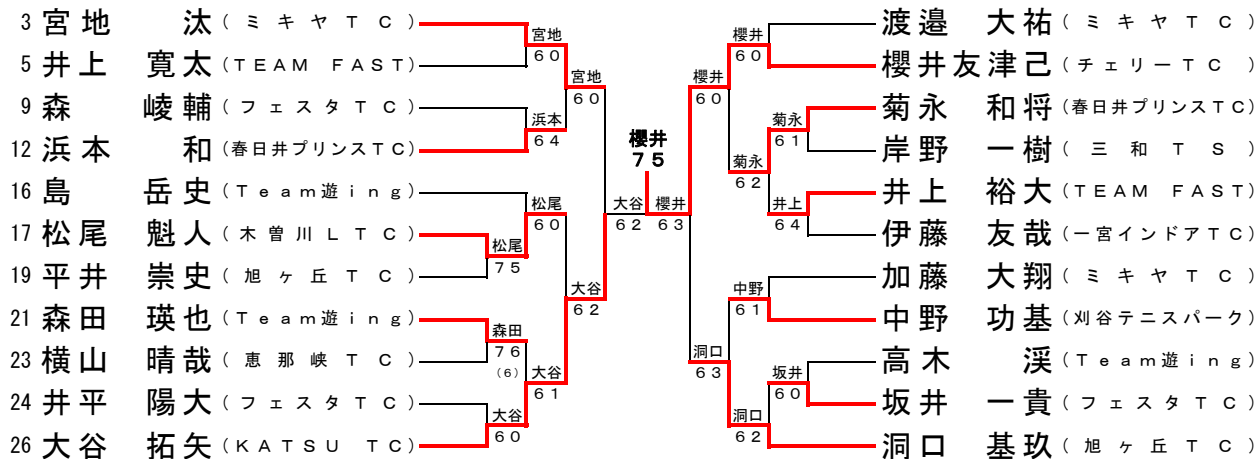 3 宮地 汰 (ミキヤTC)
5 井上 寛太 (TEAM FAST)
9 森 崚輔 (フェスタTC)
12 浜本 和 (春日井プリンスTC)
16 島 岳史 (Team遊ing)
17 松尾 魁人 (木曽川LTC)
19 平井 崇史 (旭ヶ丘TC)
21 森田 瑛也 (Team遊ing)
23 横山 晴哉 (恵那峡TC)
24 井平 陽大 (フェスタTC)
26 大谷 拓矢 (KATSU TC)
宮地
60
浜本
64
松尾
75
森田
76
(6)
大谷
60
宮地
60
松尾
60
大谷
61
大谷
62
大谷
62
櫻井
75
櫻井
63
櫻井
60
洞口
63
櫻井
60
菊永
62
中野
61
洞口
62
菊永
61
井上
64
坂井
60
渡邉 大祐 (ミキヤTC)
櫻井友津己 (チェリーTC)
菊永 和将 (春日井プリンスTC)
岸野 一樹 (三和TS)
井上 裕大 (TEAM FAST)
伊藤 友哉 (一宮インドアTC)
加藤 大翔 (ミキヤTC)
中野 功基 (刈谷テニスパーク)
高木 渓 (Team遊ing)
坂井 一貴 (フェスタTC)
洞口 基玖 (旭ヶ丘TC)